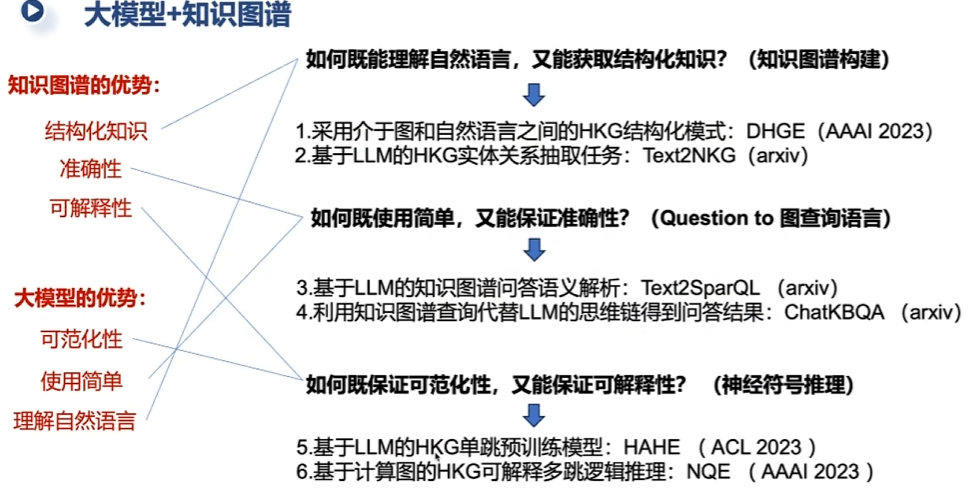 大模型+知识图谱
知识图谱的优势：
结构化知识
准确性
可解释性
大模型的优势：
可范化性
使用简单
理解自然语言
如何既能理解自然语言，又能获取结构化知识？（知识图谱构建）
1.采用介于图和自然语言之间的HKG结构化模式：DHGE（AAAI 2023）
2.基于LLM的HKG实体关系抽取任务：Text2NKG（arxiv）
如何既使用简单，又能保证准确性？（Question to 图查询语言）
3.基于LLM的知识图谱问答语义解析：Text2SparQL （arxiv）
4.利用知识图谱查询代替LLM的思维链得到问答结果：ChatKBQA （arxiv）
如何既保证可范化性，又能保证可解释性？ （神经符号推理）
5.基于LLM的HKG单跳预训练模型：HAHE （ ACL 2023 ）
6.基于计算图的HKG可解释多跳逻辑推理：NQE （ AAAI 2023 ）